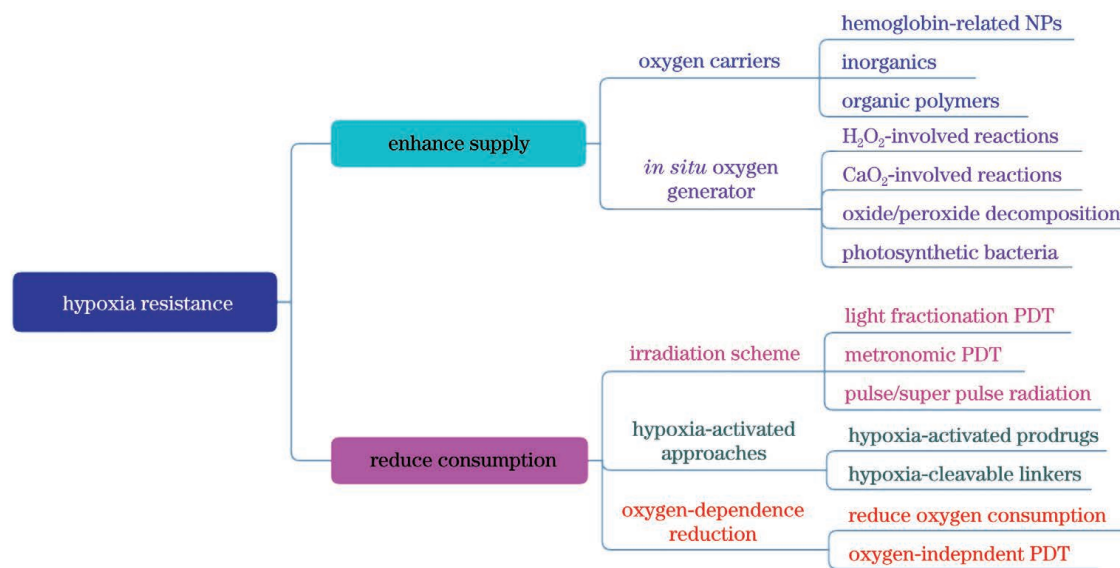 hypoxia resistance
enhance supply
oxygen carriers
hemoglobin-related NPs
inorganics
organic polymers
in situ oxygen
generator
H₂O₂-involved reactions
CaO₂-involved reactions
oxide/peroxide decomposition
photosynthetic bacteria
reduce consumption
irradiation scheme
light fractionation PDT
metronomic PDT
pulse/super pulse radiation
hypoxia-activated
approaches
hypoxia-activated prodrugs
hypoxia-cleavable linkers
oxygen-dependence
reduction
reduce oxygen consumption
oxygen-indepndent PDT